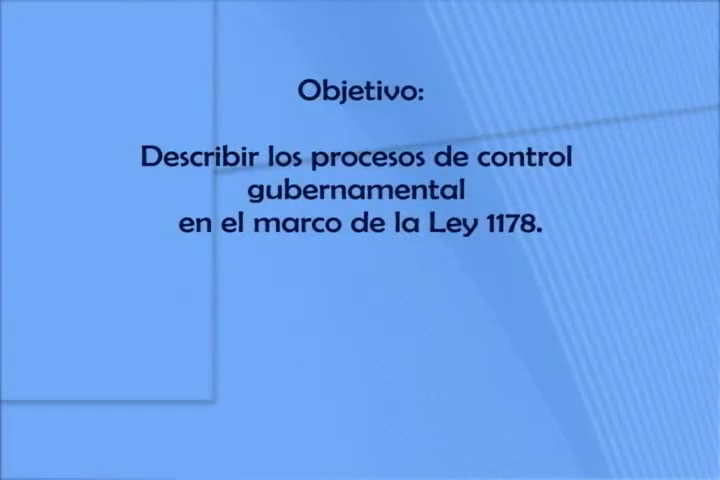 Objetivo:
Describir los procesos de control
gubernamental
en el marco de la Ley 1178.